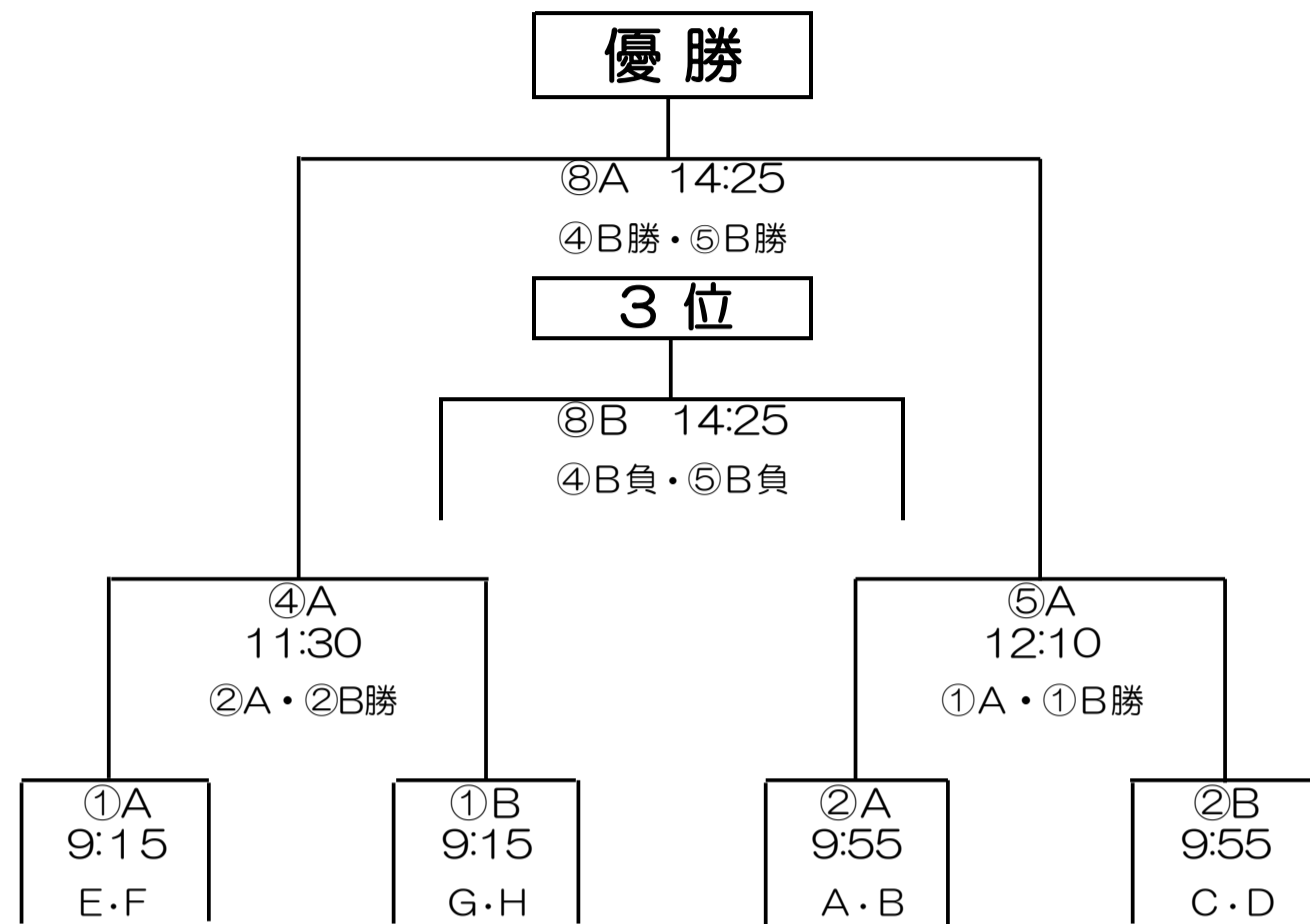 優 勝
⑧A　14:25
④B勝・⑤B勝
３ 位
⑧B　14:25
④B負・⑤B負
④A
11:30
②A・②B勝
⑤A
12:10
①A・①B勝
①A
9:15
E・F
①B
9:15
G・H
②A
9:55
A・B
②B
9:55
C・D